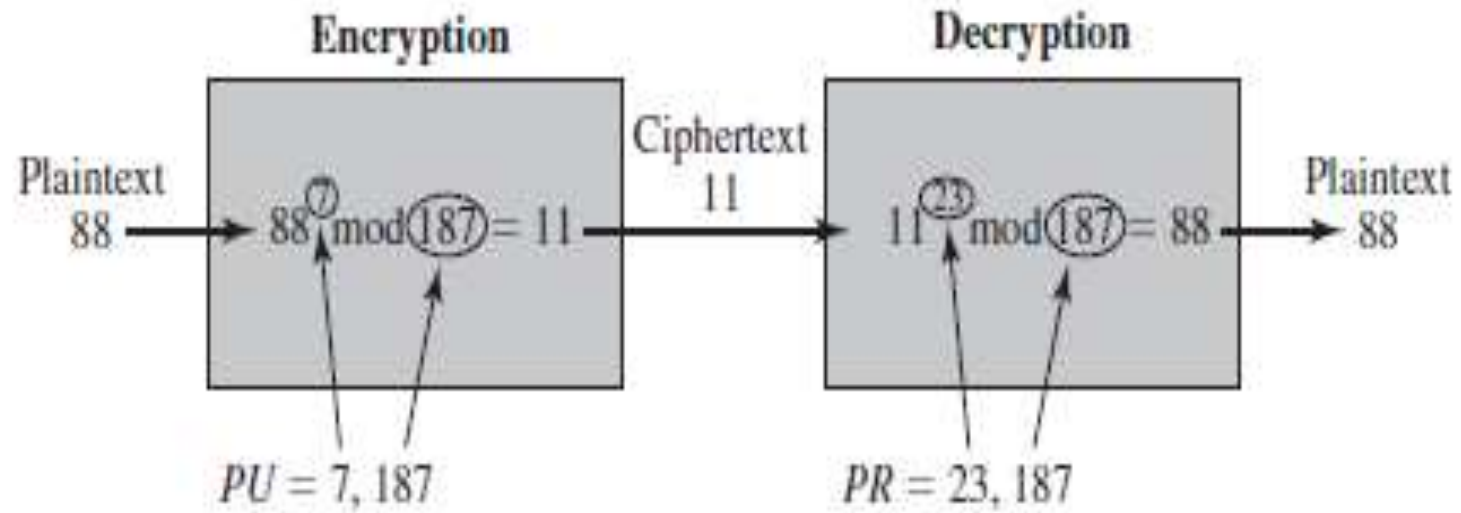 Encryption
Decryption
Plaintext
88
88^7 mod 187 = 11
Ciphertext
11
11^23 mod 187 = 88
Plaintext
88
PU = 7, 187
PR = 23, 187